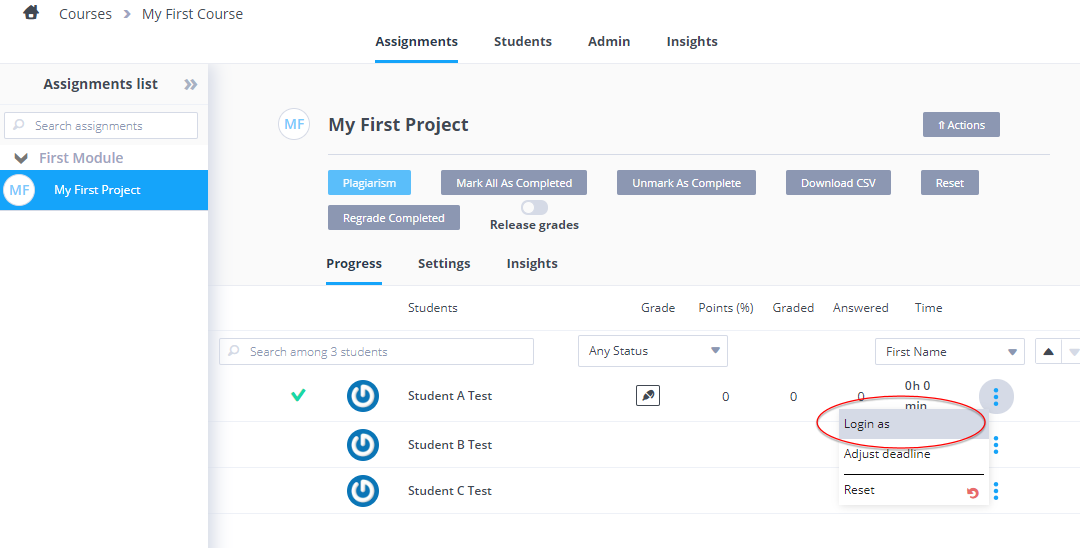 Courses > My First Course
Assignments Students Admin Insights
Assignments list »
Search assignments
First Module
MF My First Project
MF My First Project
⇑ Actions
Plagiarism Mark All As Completed Unmark As Complete Download CSV Reset
Regrade Completed
Release grades
Progress Settings Insights
Students Grade Points (%) Graded Answered Time
Search among 3 students Any Status First Name
Student A Test 0 0 0 0h 0
min
Login as
Student B Test
Adjust deadline
Student C Test
Reset